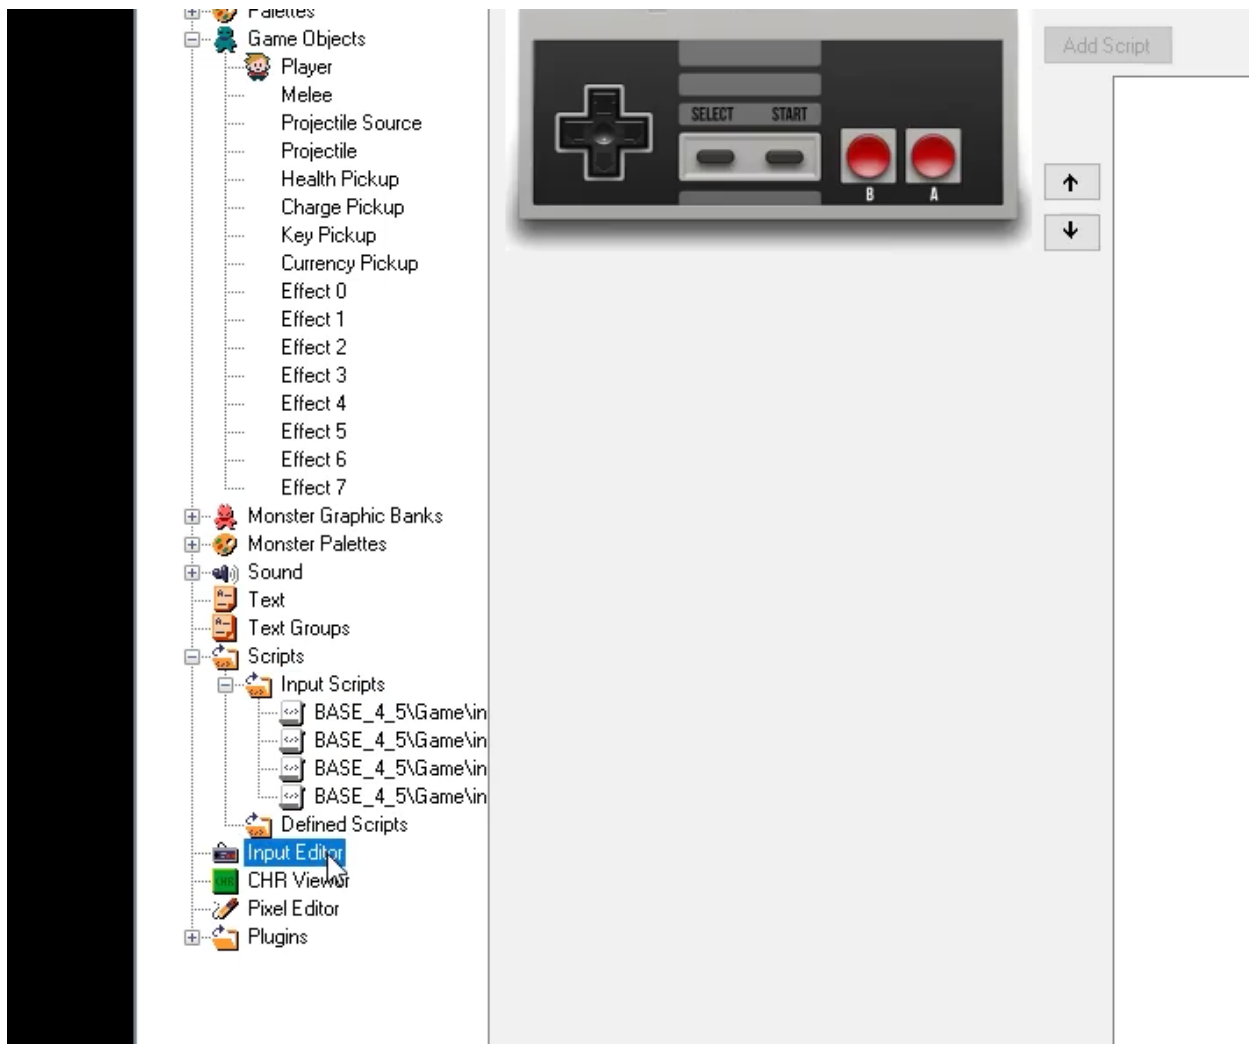 Palettes
Game Objects
Player
Melee
Projectile Source
Projectile
Health Pickup
Charge Pickup
Key Pickup
Currency Pickup
Effect 0
Effect 1
Effect 2
Effect 3
Effect 4
Effect 5
Effect 6
Effect 7
Monster Graphic Banks
Monster Palettes
Sound
Text
Text Groups
Scripts
Input Scripts
BASE_4_5\Game\in
BASE_4_5\Game\in
BASE_4_5\Game\in
BASE_4_5\Game\in
Defined Scripts
Input Editor
CHR Viewer
Pixel Editor
Plugins
SELECT START
B A
Add Script